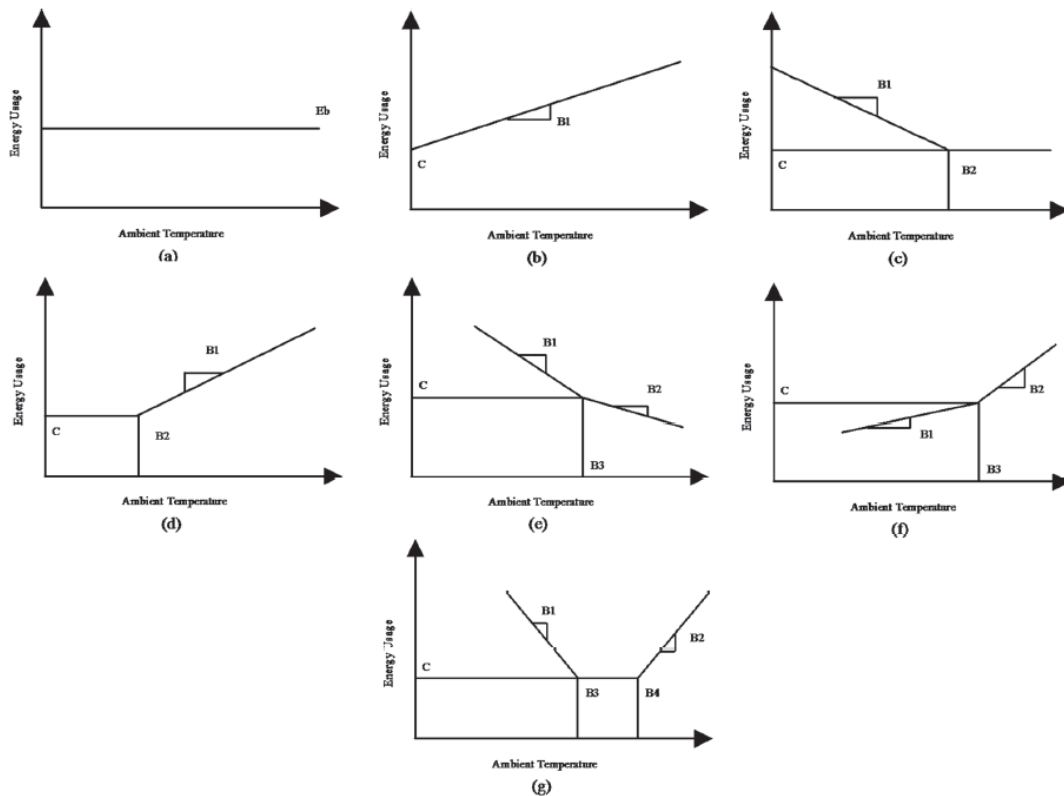 Energy Usage
Eb
Ambient Temperature
(a)
Energy Usage
C
B1
Ambient Temperature
(b)
Energy Usage
B1
C
B2
Ambient Temperature
(c)
Energy Usage
B1
C
B2
Ambient Temperature
(d)
Energy Usage
B1
C
B2
B3
Ambient Temperature
(e)
Energy Usage
C
B2
B1
B3
Ambient Temperature
(f)
Energy Usage
B1
B2
C
B3
B4
Ambient Temperature
(g)